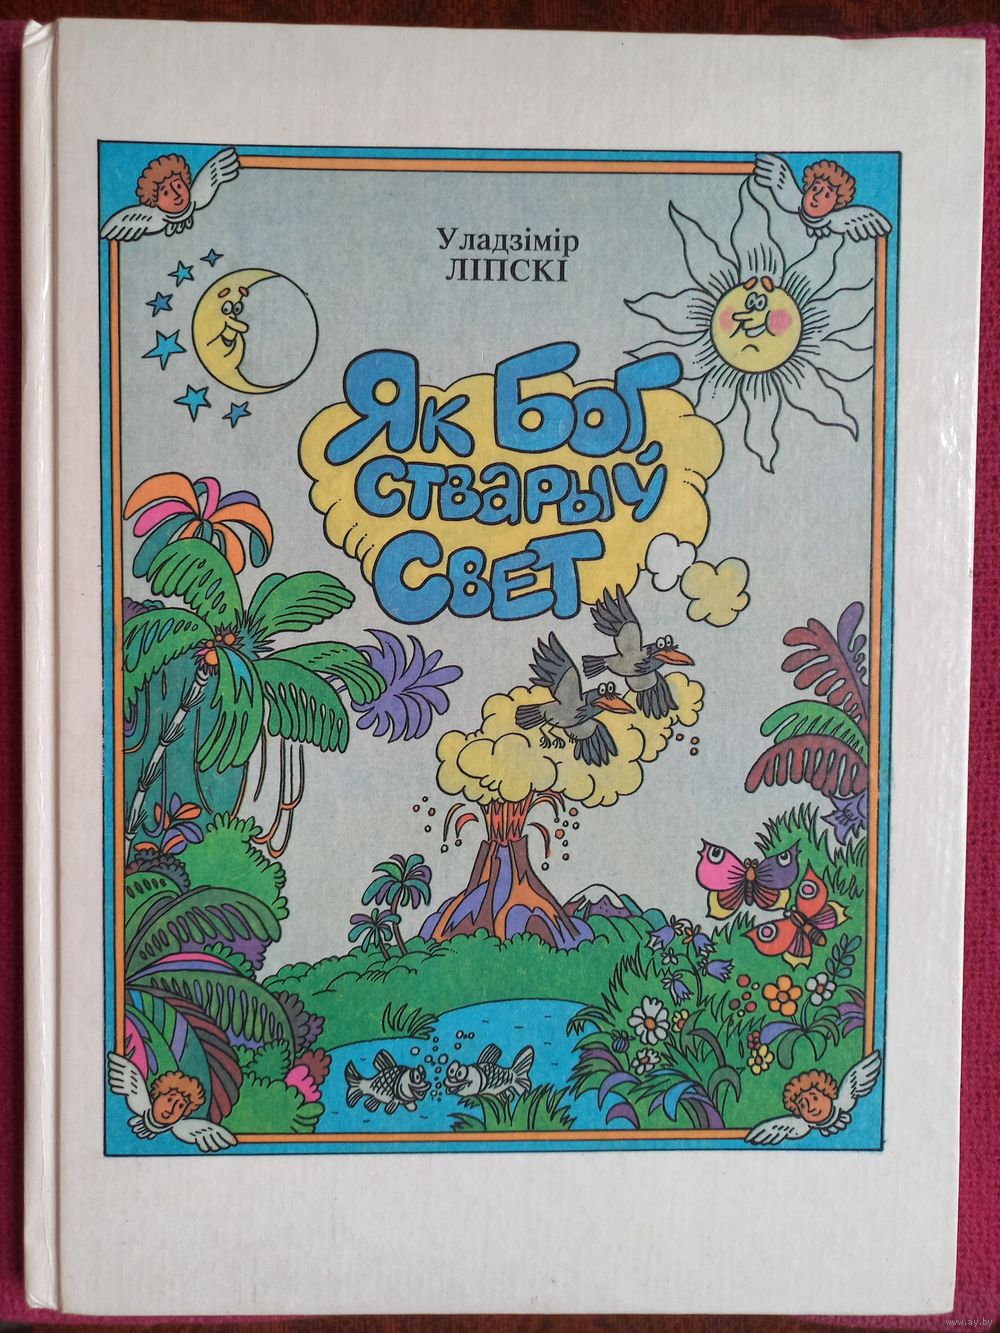 Уладзімір
ЛІПСКІ
Як Бог
стварыў
свет
www.ay.by